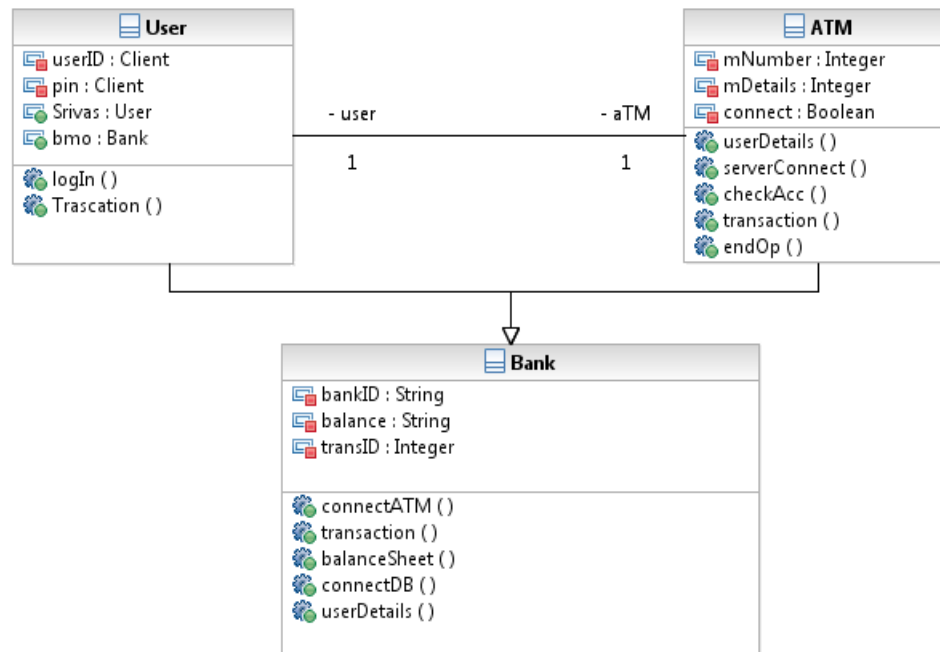 User
userID : Client
pin : Client
Srivas : User
bmo : Bank
logIn ( )
Trascation ( )
- user
1
- aTM
1
ATM
mNumber : Integer
mDetails : Integer
connect : Boolean
userDetails ( )
serverConnect ( )
checkAcc ( )
transaction ( )
endOp ( )
Bank
bankID : String
balance : String
transID : Integer
connectATM ( )
transaction ( )
balanceSheet ( )
connectDB ( )
userDetails ( )